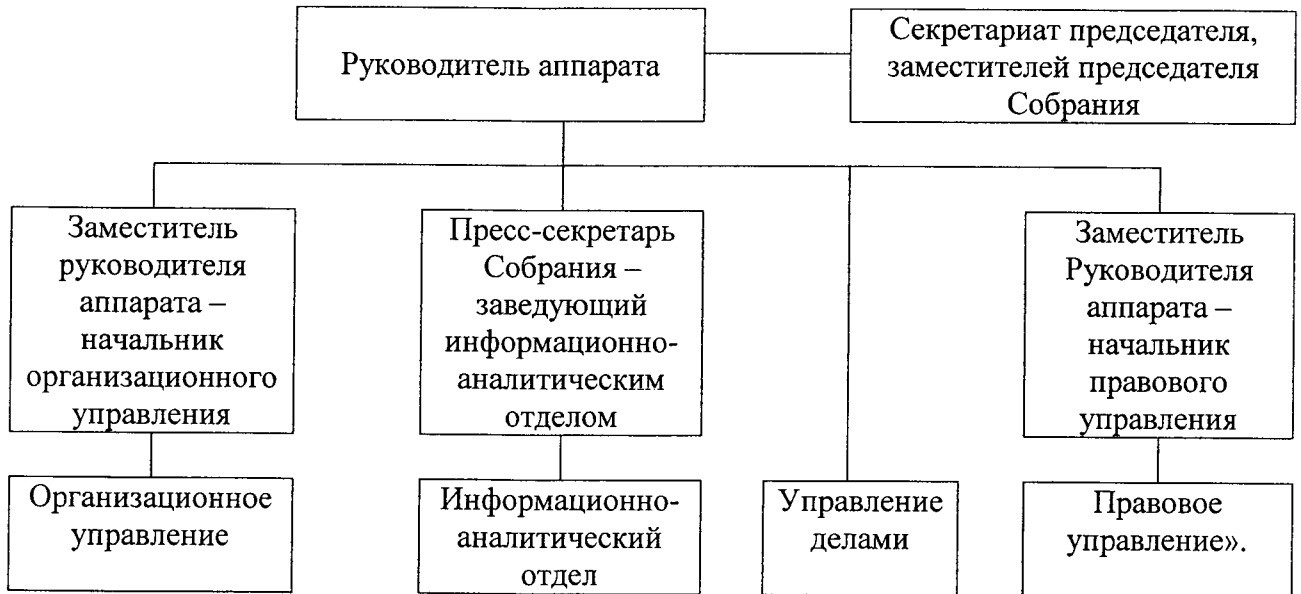 Руководитель аппарата
Секретариат председателя,
заместителей председателя
Собрания
Заместитель
руководителя
аппарата –
начальник
организационного
управления
Пресс-секретарь
Собрания –
заведующий
информационно-
аналитическим
отделом
Заместитель
Руководителя
аппарата –
начальник
правового
управления
Организационное
управление
Информационно-
аналитический
отдел
Управление
делами
Правовое
управление».